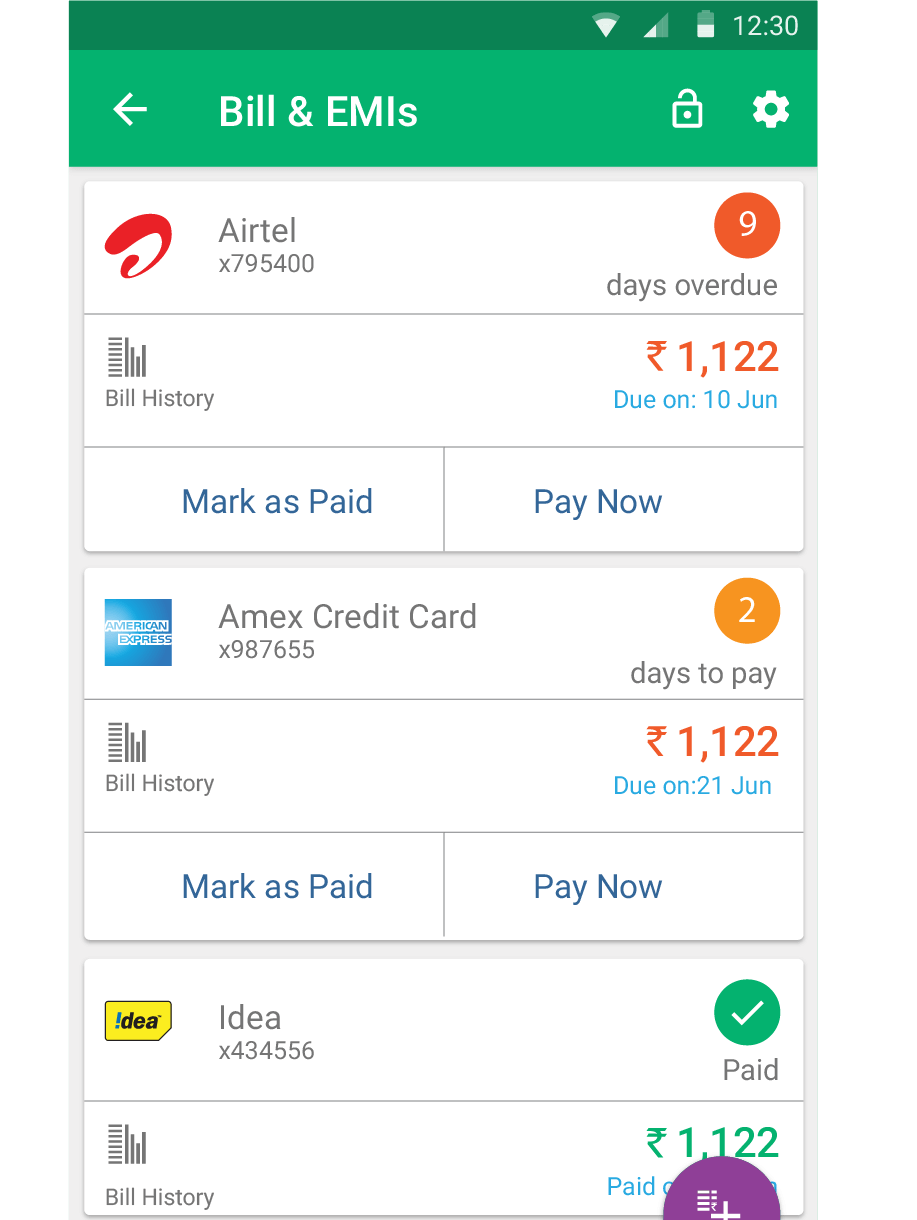 12:30
Bill & EMIs
Airtel
x795400
9
days overdue
₹ 1,122
Bill History
Due on: 10 Jun
Mark as Paid
Pay Now
AMERICAN
EXPRESS
Amex Credit Card
x987655
2
days to pay
₹ 1,122
Bill History
Due on:21 Jun
Mark as Paid
Pay Now
!dea
Idea
x434556
Paid
₹ 1,122
Bill History
Paid